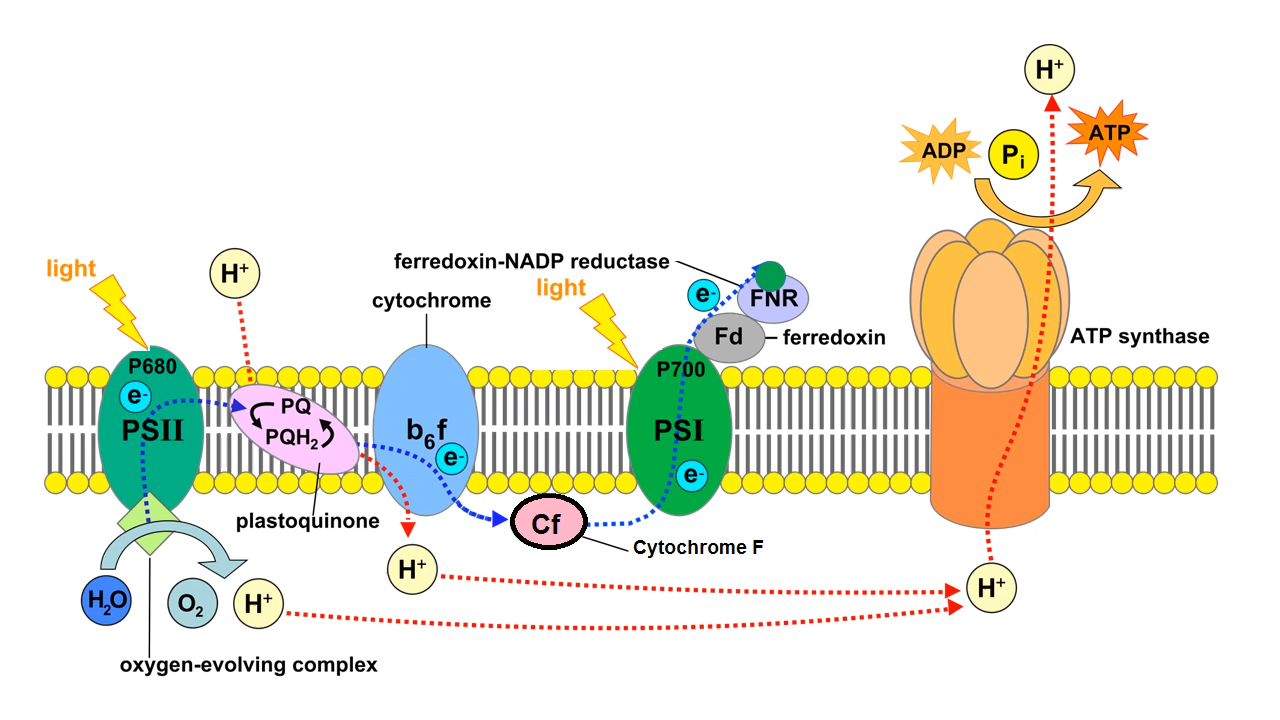 H⁺
ADP
Pᵢ
ATP
light
H⁺
ferredoxin-NADP reductase
light
cytochrome
e⁻
FNR
Fd
ferredoxin
ATP synthase
P680
e⁻
PSII
PQ
PQH₂
b₆f
e⁻
P700
PSI
e⁻
plastoquinone
Cf
Cytochrome F
H⁺
H⁺
H₂O
O₂
H⁺
oxygen-evolving complex